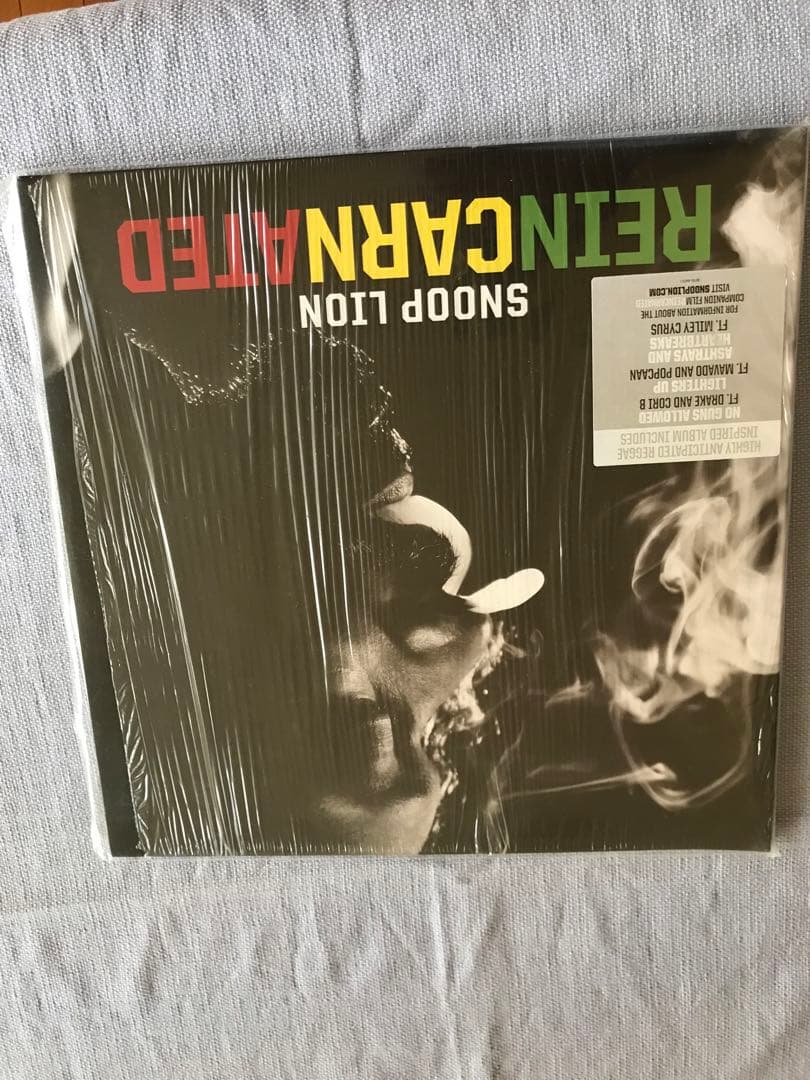 HIGHLY ANTICIPATED REGGAE
INSPIRED ALBUM INCLUDES
NO GUNS ALLOWED
FT. DRAKE AND CORI B
LIGHTERS UP
FT. MAVADO AND POPCAAN
ASHTRAYS AND
HEARTBREAKS
FT. MILEY CYRUS
FOR INFORMATION ABOUT THE
COMPANION FILM REINCARNATED
VISIT SNOOPLION.COM
SNOOP LION
REINCARNATED